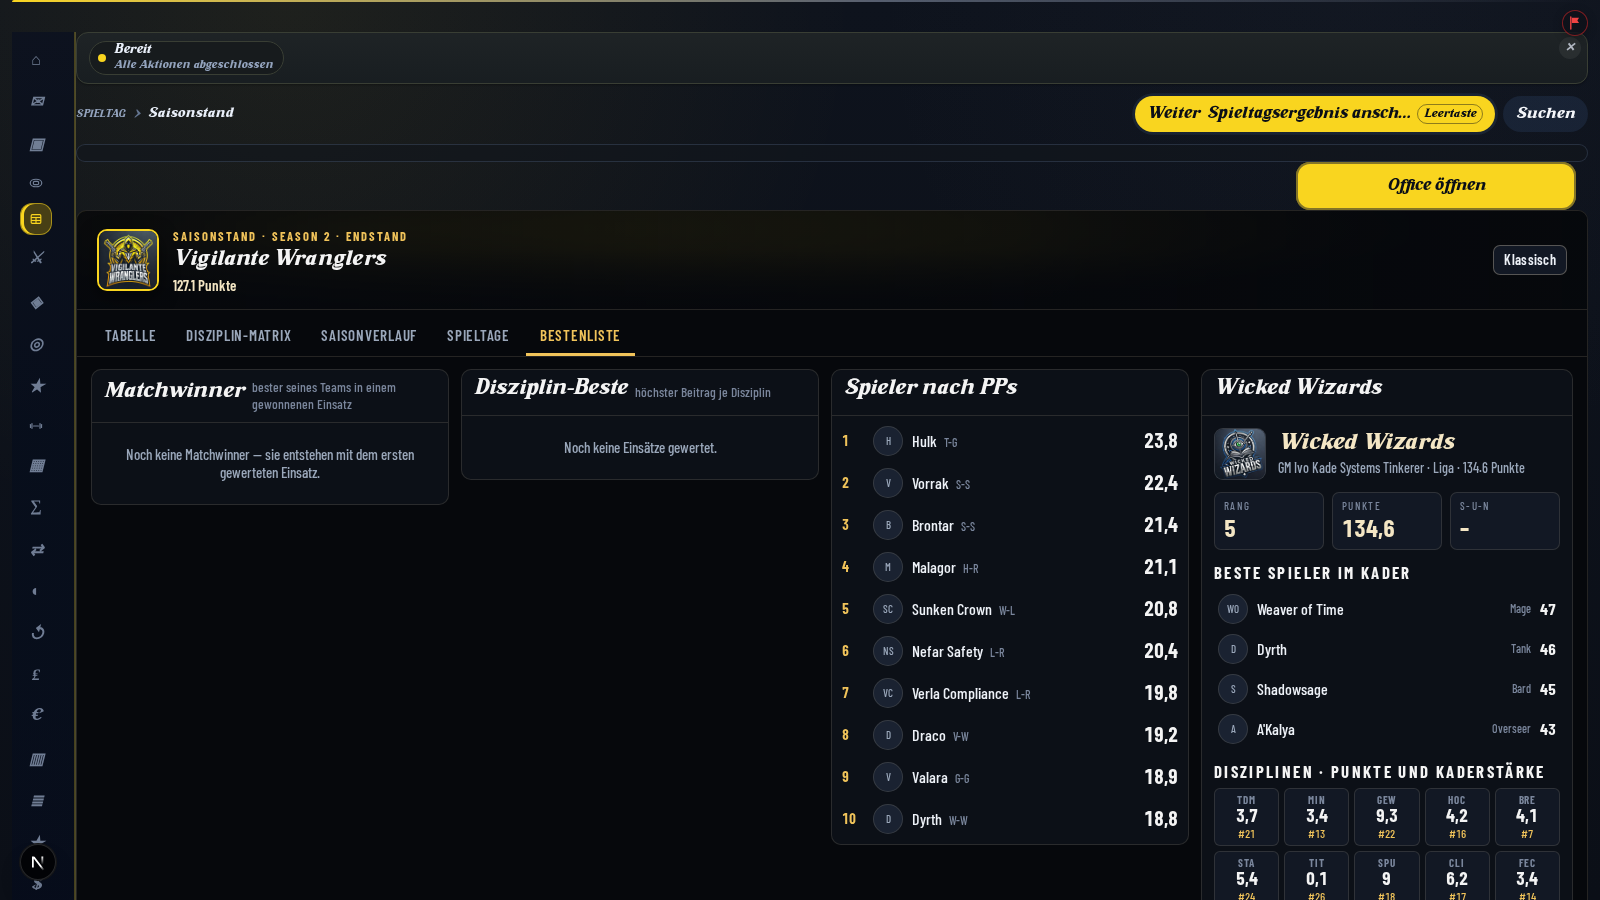 Bereit
Alle Aktionen abgeschlossen
SPIELTAG › Saisonstand
Weiter Spieltagsergebnis ansch... Leertaste
Suchen
Office öffnen
SAISONSTAND · SEASON 2 · ENDSTAND
Vigilante Wranglers
127.1 Punkte
VIGILANTE
WRANGLERS
Klassisch
TABELLE
DISZIPLIN-MATRIX
SAISONVERLAUF
SPIELTAGE
BESTENLISTE
Matchwinner
bester seines Teams in einem
gewonnenen Einsatz
Noch keine Matchwinner — sie entstehen mit dem ersten
gewerteten Einsatz.
Disziplin-Beste
höchster Beitrag je Disziplin
Noch keine Einsätze gewertet.
Spieler nach PPs
1 H Hulk T-G 23,8
2 V Vorrak S-S 22,4
3 B Brontar S-S 21,4
4 M Malagor H-R 21,1
5 SC Sunken Crown W-L 20,8
6 NS Nefar Safety L-R 20,4
7 VC Verla Compliance L-R 19,8
8 D Draco V-W 19,2
9 V Valara G-G 18,9
10 D Dyrth W-W 18,8
Wicked Wizards
WICKED
WIZARDS
Wicked Wizards
GM Ivo Kade Systems Tinkerer · Liga · 134.6 Punkte
RANG
5
PUNKTE
134,6
S-U-N
–
BESTE SPIELER IM KADER
WO Weaver of Time Mage 47
D Dyrth Tank 46
S Shadowsage Bard 45
A A'Kalya Overseer 43
DISZIPLINEN · PUNKTE UND KADERSTÄRKE
TDM MIN GEW HOC BRE
3,7 3,4 9,3 4,2 4,1
#21 #13 #22 #16 #7
STA TIT SPU CLI FEC
5,4 0,1 9 6,2 3,4
#24 #26 #18 #17 #14
N